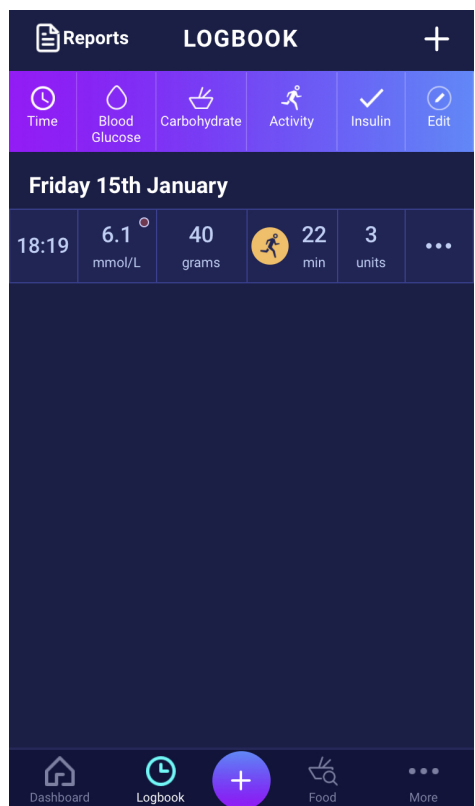 Reports LOGBOOK
Time Blood Glucose Carbohydrate Activity Insulin Edit
Friday 15th January
18:19 6.1 mmol/L 40 grams 22 min 3 units
Dashboard Logbook Food More